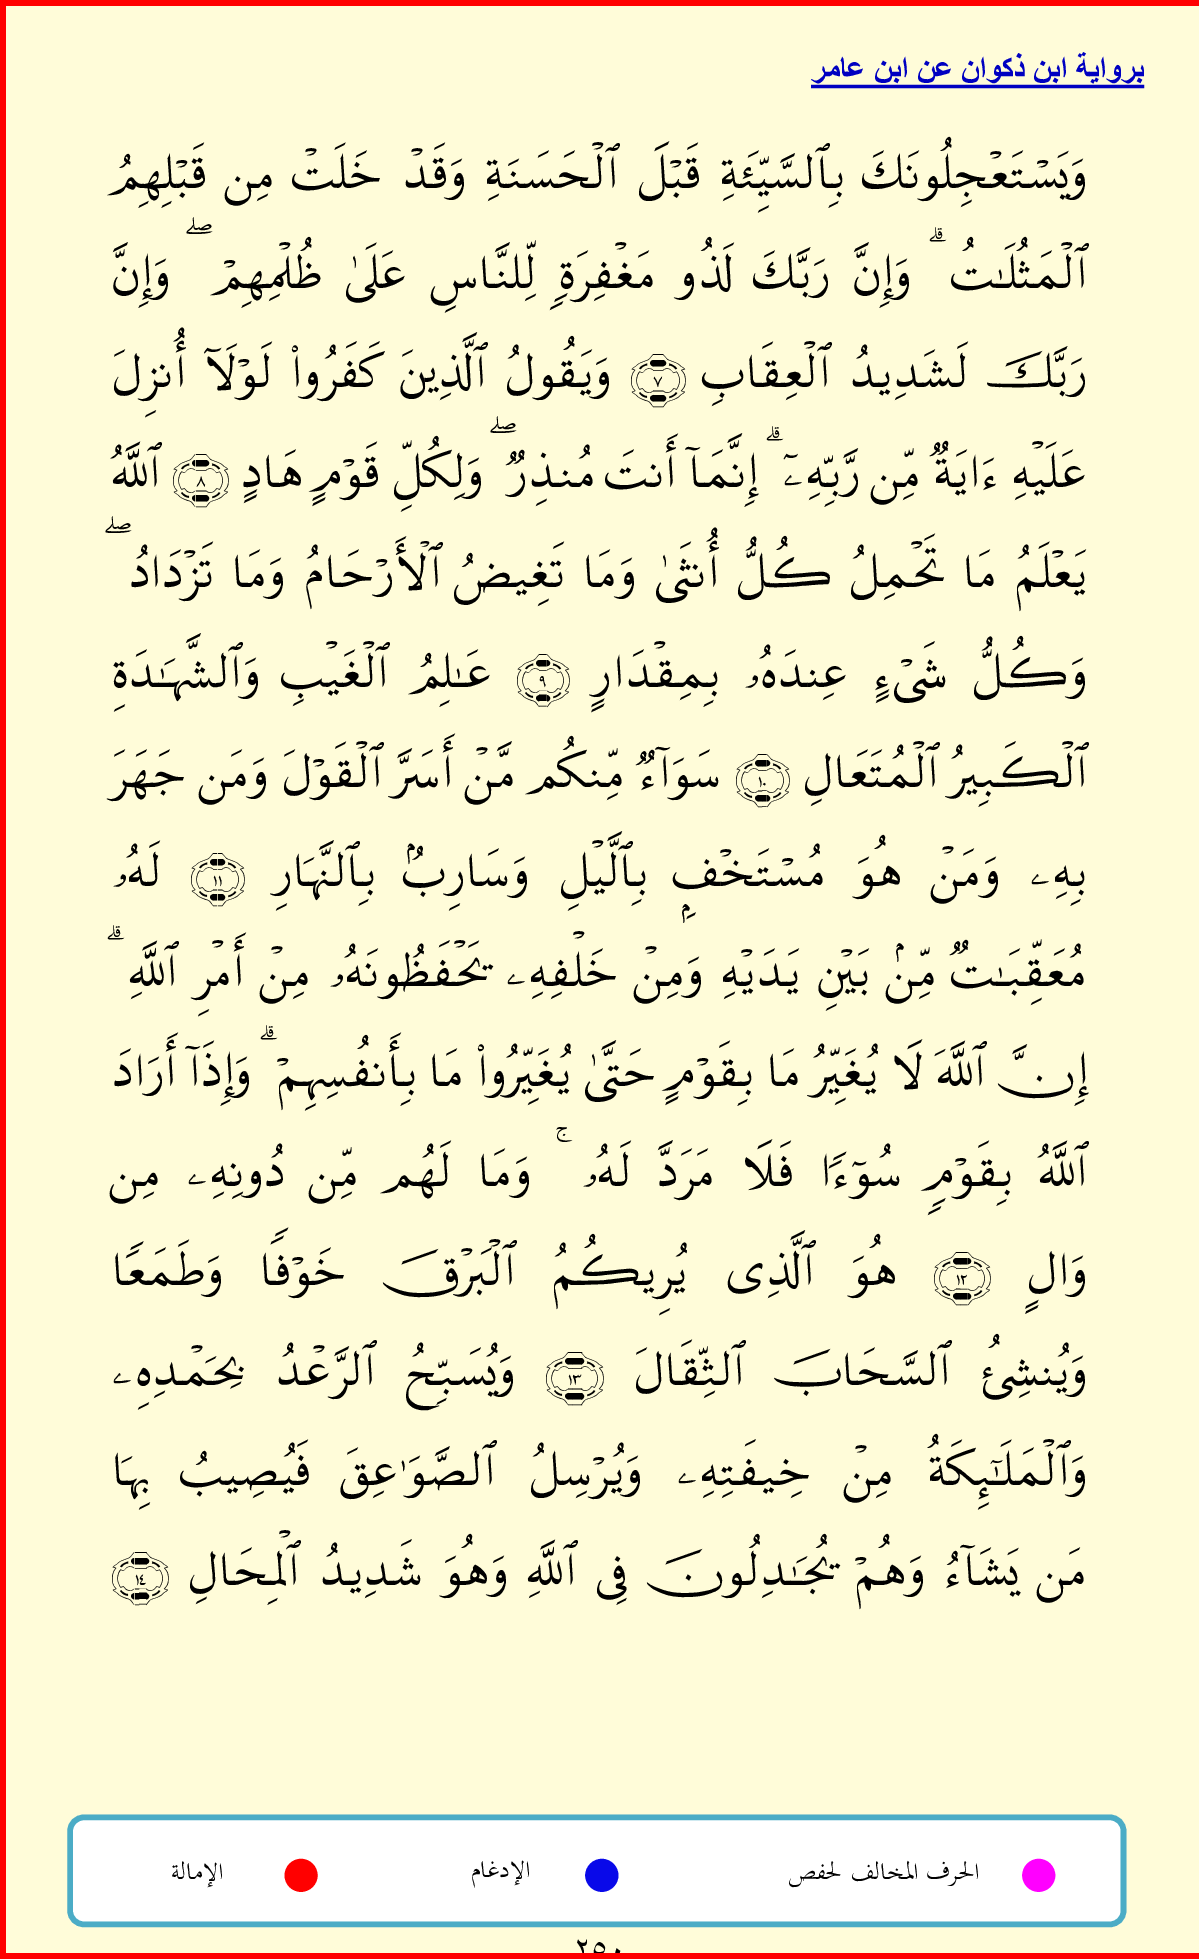 برواية ابن ذكوان عن ابن عامر
وَيَسۡتَعۡجِلُونَكَ بِٱلسَّيِّئَةِ قَبۡلَ ٱلۡحَسَنَةِ وَقَدۡ خَلَتۡ مِن قَبۡلِهِمُ
ٱلۡمَثُلَٰتُۗ وَإِنَّ رَبَّكَ لَذُو مَغۡفِرَةٖ لِّلنَّاسِ عَلَىٰ ظُلۡمِهِمۡۖ وَإِنَّ
رَبَّكَ لَشَدِيدُ ٱلۡعِقَابِ ٧ وَيَقُولُ ٱلَّذِينَ كَفَرُواْ لَوۡلَآ أُنزِلَ
عَلَيۡهِ ءَايَةٞ مِّن رَّبِّهِۦٓۗ إِنَّمَآ أَنتَ مُنذِرٞۖ وَلِكُلِّ قَوۡمٍ هَادٍ ٨ ٱللَّهُ
يَعۡلَمُ مَا تَحۡمِلُ كُلُّ أُنثَىٰ وَمَا تَغِيضُ ٱلۡأَرۡحَامُ وَمَا تَزۡدَادُۖ
وَكُلُّ شَيۡءٍ عِندَهُۥ بِمِقۡدَارٍ ٩ عَٰلِمُ ٱلۡغَيۡبِ وَٱلشَّهَٰدَةِ
ٱلۡكَبِيرُ ٱلۡمُتَعَالِ ١٠ سَوَآءٞ مِّنكُم مَّنۡ أَسَرَّ ٱلۡقَوۡلَ وَمَن جَهَرَ
بِهِۦ وَمَنۡ هُوَ مُسۡتَخۡفِۭ بِٱلَّيۡلِ وَسَارِبُۢ بِٱلنَّهَارِ ١١ لَهُۥ
مُعَقِّبَٰتٞ مِّنۢ بَيۡنِ يَدَيۡهِ وَمِنۡ خَلۡفِهِۦ يَحۡفَظُونَهُۥ مِنۡ أَمۡرِ ٱللَّهِۗ
إِنَّ ٱللَّهَ لَا يُغَيِّرُ مَا بِقَوۡمٍ حَتَّىٰ يُغَيِّرُواْ مَا بِأَنفُسِهِمۡۗ وَإِذَآ أَرَادَ
ٱللَّهُ بِقَوۡمٖ سُوٓءٗا فَلَا مَرَدَّ لَهُۥۚ وَمَا لَهُم مِّن دُونِهِۦ مِن
وَالٍ ١٢ هُوَ ٱلَّذِي يُرِيكُمُ ٱلۡبَرۡقَ خَوۡفٗا وَطَمَعٗا
وَيُنشِئُ ٱلسَّحَابَ ٱلثِّقَالَ ١٣ وَيُسَبِّحُ ٱلرَّعۡدُ بِحَمۡدِهِۦ
وَٱلۡمَلَٰٓئِكَةُ مِنۡ خِيفَتِهِۦ وَيُرۡسِلُ ٱلصَّوَٰعِقَ فَيُصِيبُ بِهَا
مَن يَشَآءُ وَهُمۡ يُجَٰدِلُونَ فِي ٱللَّهِ وَهُوَ شَدِيدُ ٱلۡمِحَالِ ١٤
الحرف المخالف لحفص الإدغام الإمالة
٢٥٠